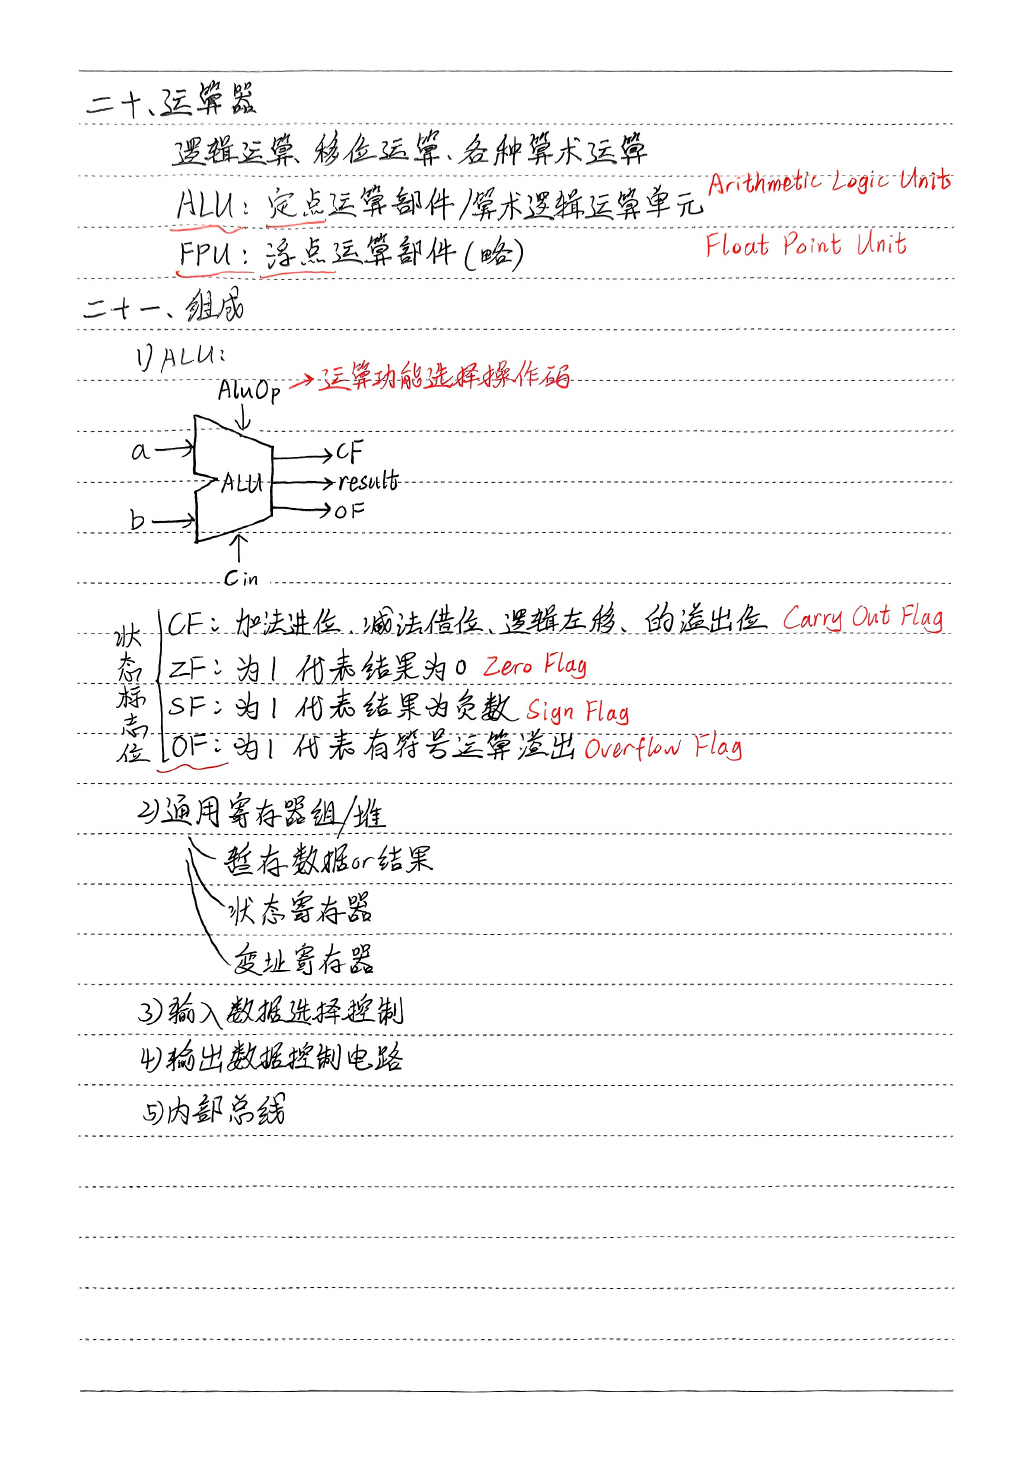 二十、运算器
逻辑运算、移位运算、各种算术运算
ALU：定点运算部件/算术逻辑运算单元 Arithmetic Logic Units
FPU：浮点运算部件(略) Float Point Unit
二十一、组成
1) ALU：
AluOp → 运算功能选择操作码
a CF
ALU result
b OF
Cin
状态标志位
CF：加法进位、减法借位、逻辑左移、的溢出位 Carry Out Flag
ZF：为1代表结果为0 Zero Flag
SF：为1代表结果为负数 Sign Flag
OF：为1代表有符号运算溢出 Overflow Flag
2)通用寄存器组/堆
暂存数据or结果
状态寄存器
变址寄存器
3)输入数据选择控制
4)输出数据控制电路
5)内部总线